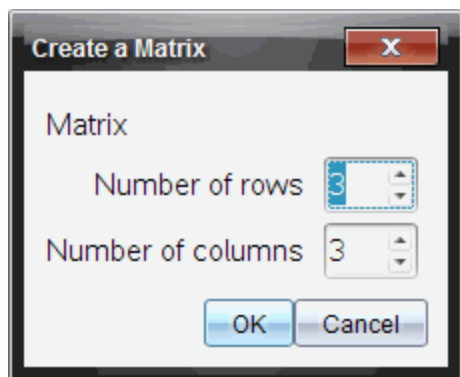 Create a Matrix
Matrix
Number of rows 3
Number of columns 3
OK Cancel